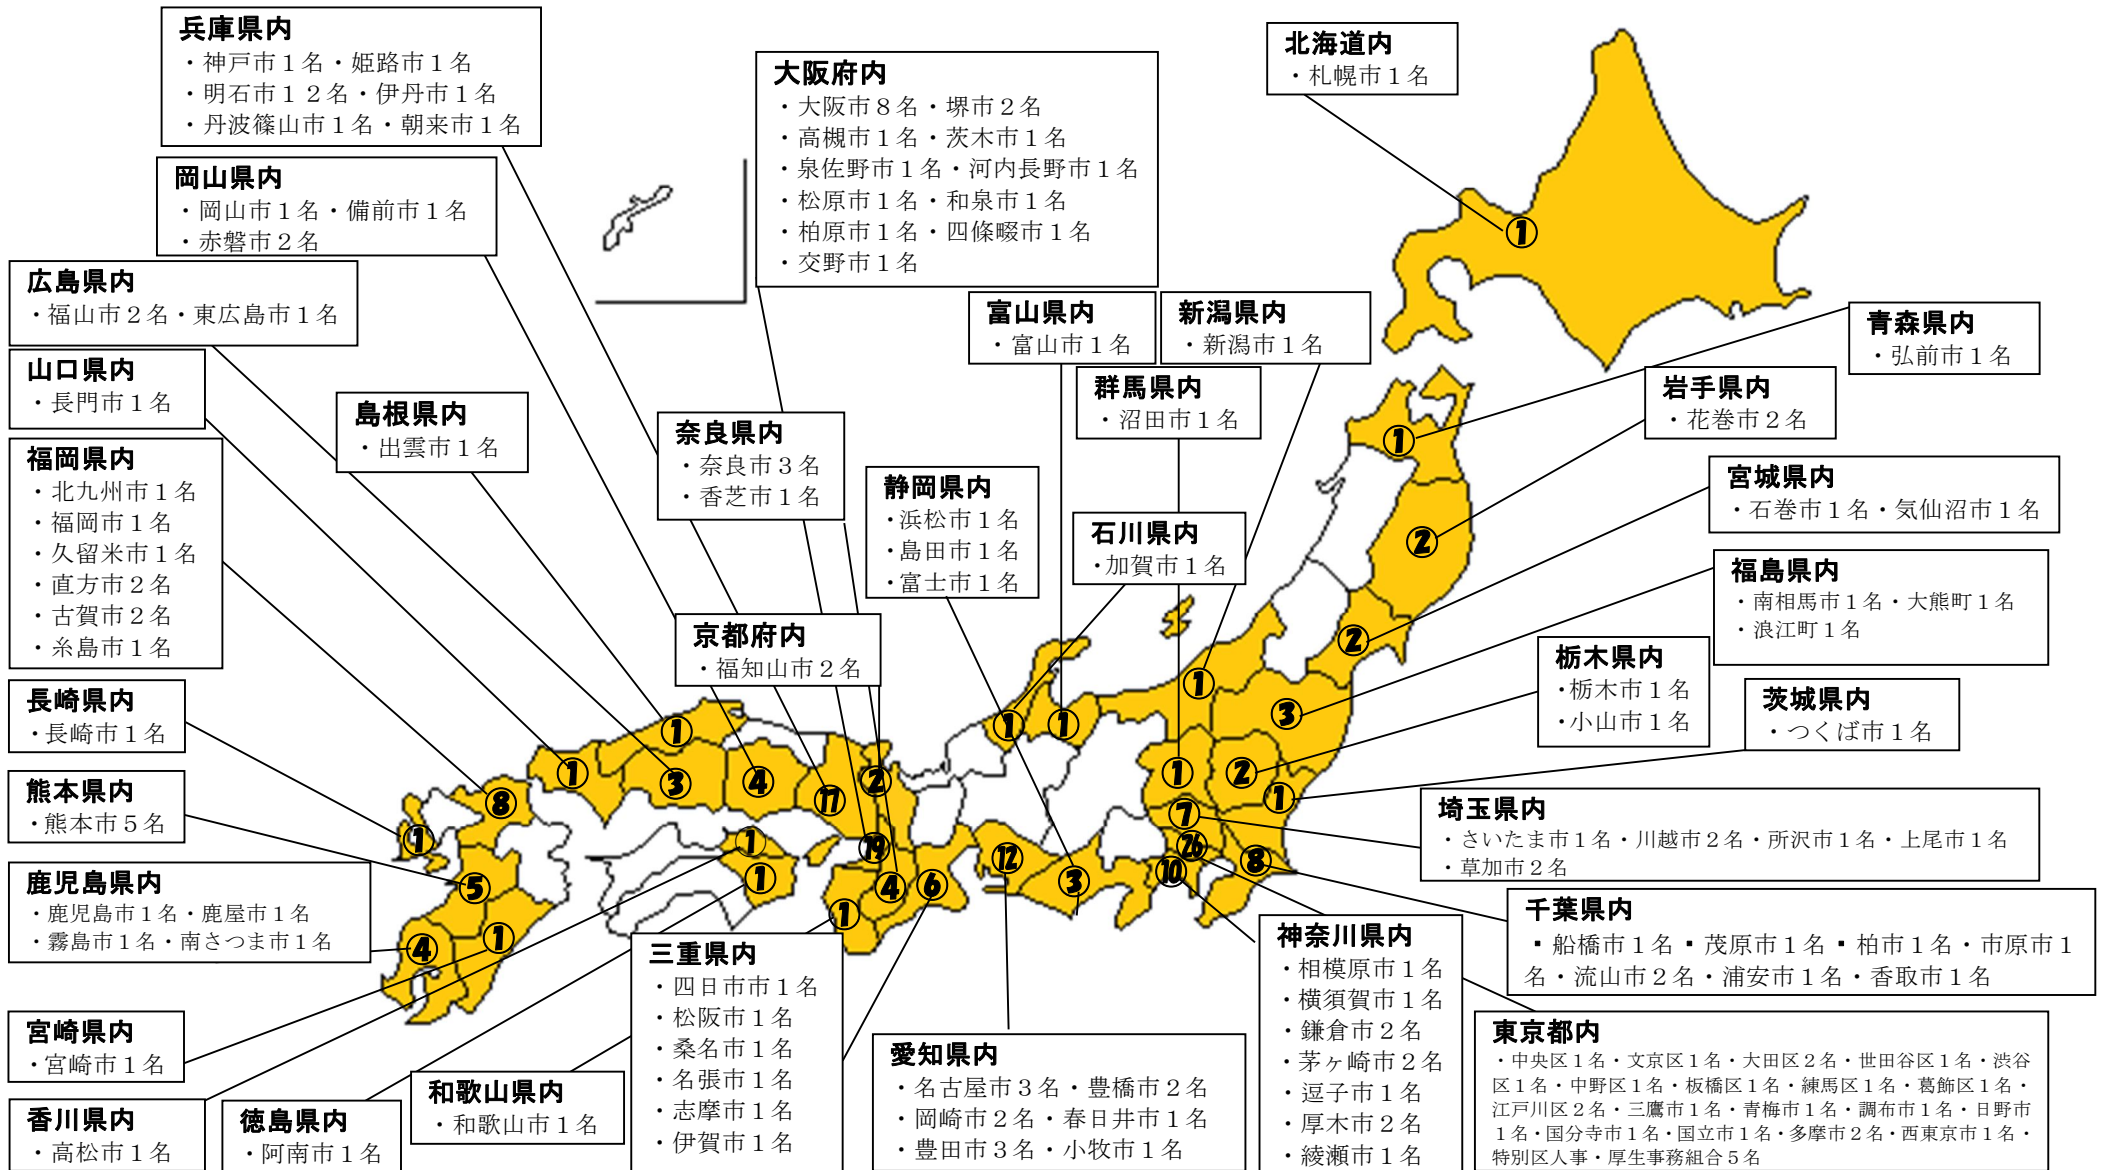 兵庫県内
・神戸市１名・姫路市１名
・明石市１２名・伊丹市１名
・丹波篠山市１名・朝来市１名
大阪府内
・大阪市８名・堺市２名
・高槻市１名・茨木市１名
・泉佐野市１名・河内長野市１名
・松原市１名・和泉市１名
・柏原市１名・四條畷市１名
・交野市１名
北海道内
・札幌市１名
岡山県内
・岡山市１名・備前市１名
・赤磐市２名
広島県内
・福山市２名・東広島市１名
富山県内
・富山市１名
新潟県内
・新潟市１名
青森県内
・弘前市１名
山口県内
・長門市１名
島根県内
・出雲市１名
奈良県内
・奈良市３名
・香芝市１名
群馬県内
・沼田市１名
岩手県内
・花巻市２名
福岡県内
・北九州市１名
・福岡市１名
・久留米市１名
・直方市２名
・古賀市２名
・糸島市１名
静岡県内
・浜松市１名
・島田市１名
・富士市１名
石川県内
・加賀市１名
宮城県内
・石巻市１名・気仙沼市１名
福島県内
・南相馬市１名・大熊町１名
・浪江町１名
京都府内
・福知山市２名
栃木県内
・栃木市１名
・小山市１名
茨城県内
・つくば市１名
長崎県内
・長崎市１名
熊本県内
・熊本市５名
埼玉県内
・さいたま市１名・川越市２名・所沢市１名・上尾市１名
・草加市２名
鹿児島県内
・鹿児島市１名・鹿屋市１名
・霧島市１名・南さつま市１名
千葉県内
▪船橋市１名▪茂原市１名▪柏市１名・市原市１
名・流山市２名・浦安市１名・香取市１名
三重県内
・四日市市１名
・松阪市１名
・桑名市１名
・名張市１名
・志摩市１名
・伊賀市１名
神奈川県内
・相模原市１名
・横須賀市１名
・鎌倉市２名
・茅ヶ崎市２名
・逗子市１名
・厚木市２名
・綾瀬市１名
宮崎県内
・宮崎市１名
愛知県内
・名古屋市３名・豊橋市２名
・岡崎市２名・春日井市１名
・豊田市３名・小牧市１名
東京都内
・中央区１名・文京区１名・大田区２名・世田谷区１名・渋谷
区１名・中野区１名・板橋区１名・練馬区１名・葛飾区１名・
江戸川区２名・三鷹市１名・青梅市１名・調布市１名・日野市
１名・国分寺市１名・国立市１名・多摩市２名・西東京市１名・
特別区人事・厚生事務組合５名
香川県内
・高松市１名
徳島県内
・阿南市１名
和歌山県内
・和歌山市１名
①
①
②
②
①
③
①
①
①
②
①
①
③
④
17
②
①
⑧
①
7
26
10
⑧
①
①
19
12
③
⑥
④
①
⑤
④
①